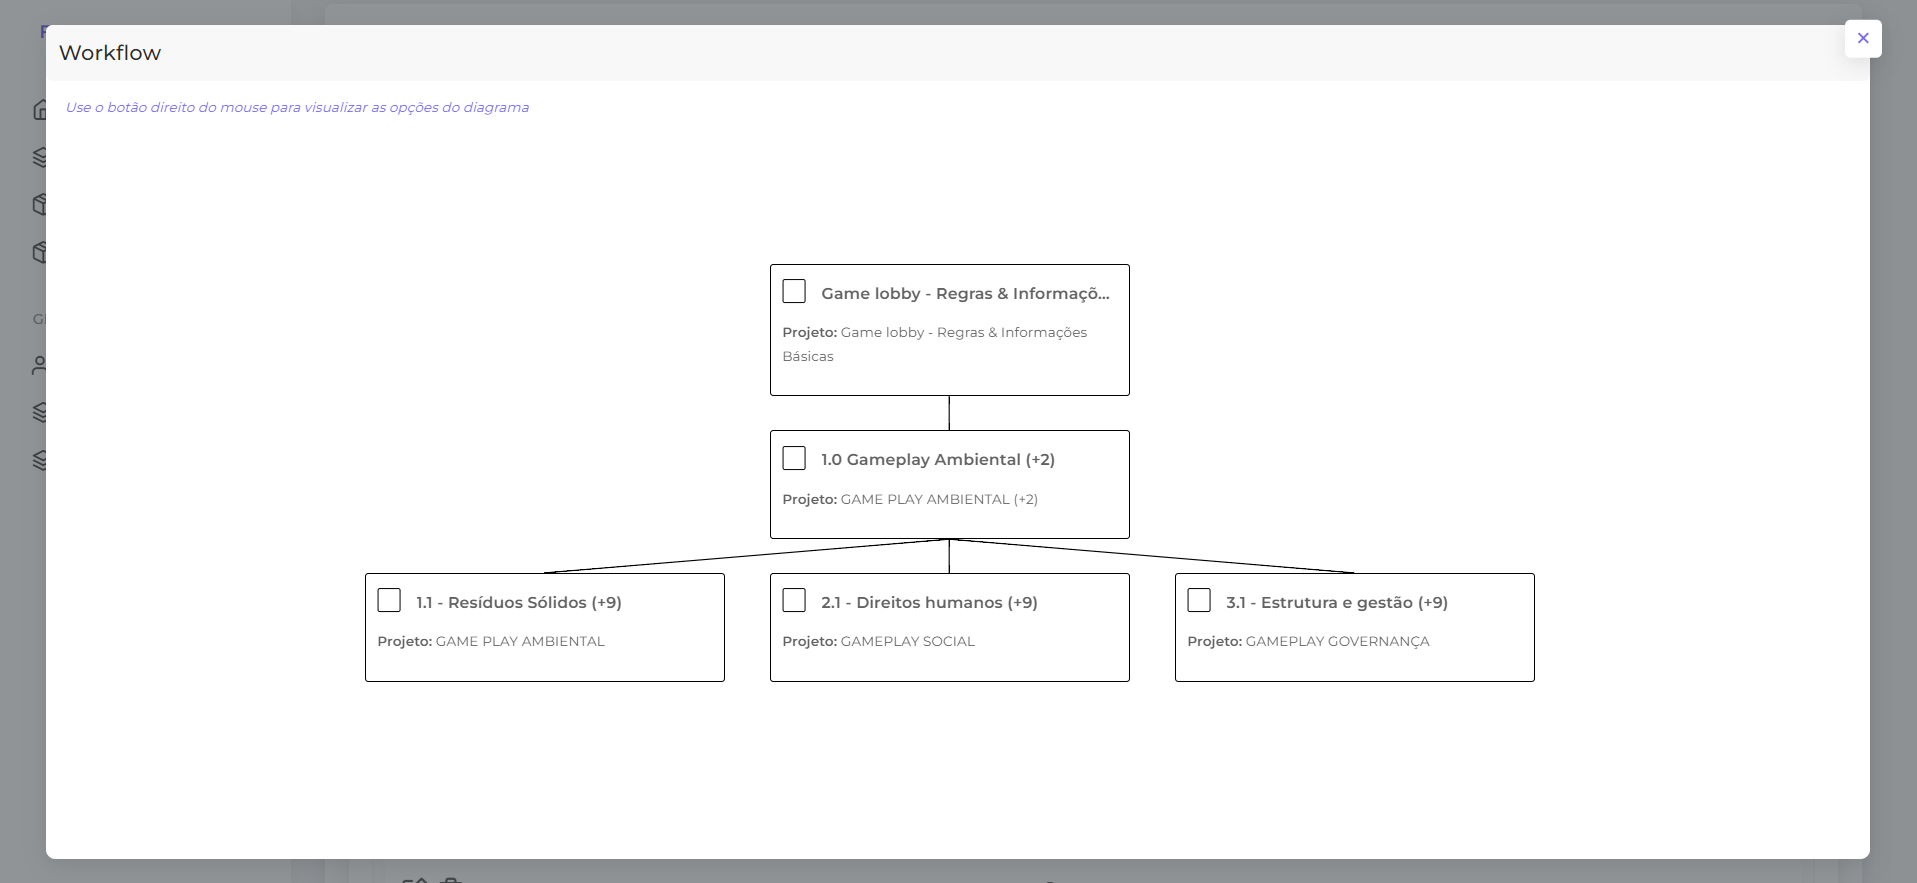 Workflow
Use o botão direito do mouse para visualizar as opções do diagrama
Game lobby - Regras & Informaçõ...
Projeto: Game lobby - Regras & Informações
Básicas
1.0 Gameplay Ambiental (+2)
Projeto: GAME PLAY AMBIENTAL (+2)
1.1 - Resíduos Sólidos (+9)
Projeto: GAME PLAY AMBIENTAL
2.1 - Direitos humanos (+9)
Projeto: GAMEPLAY SOCIAL
3.1 - Estrutura e gestão (+9)
Projeto: GAMEPLAY GOVERNANÇA